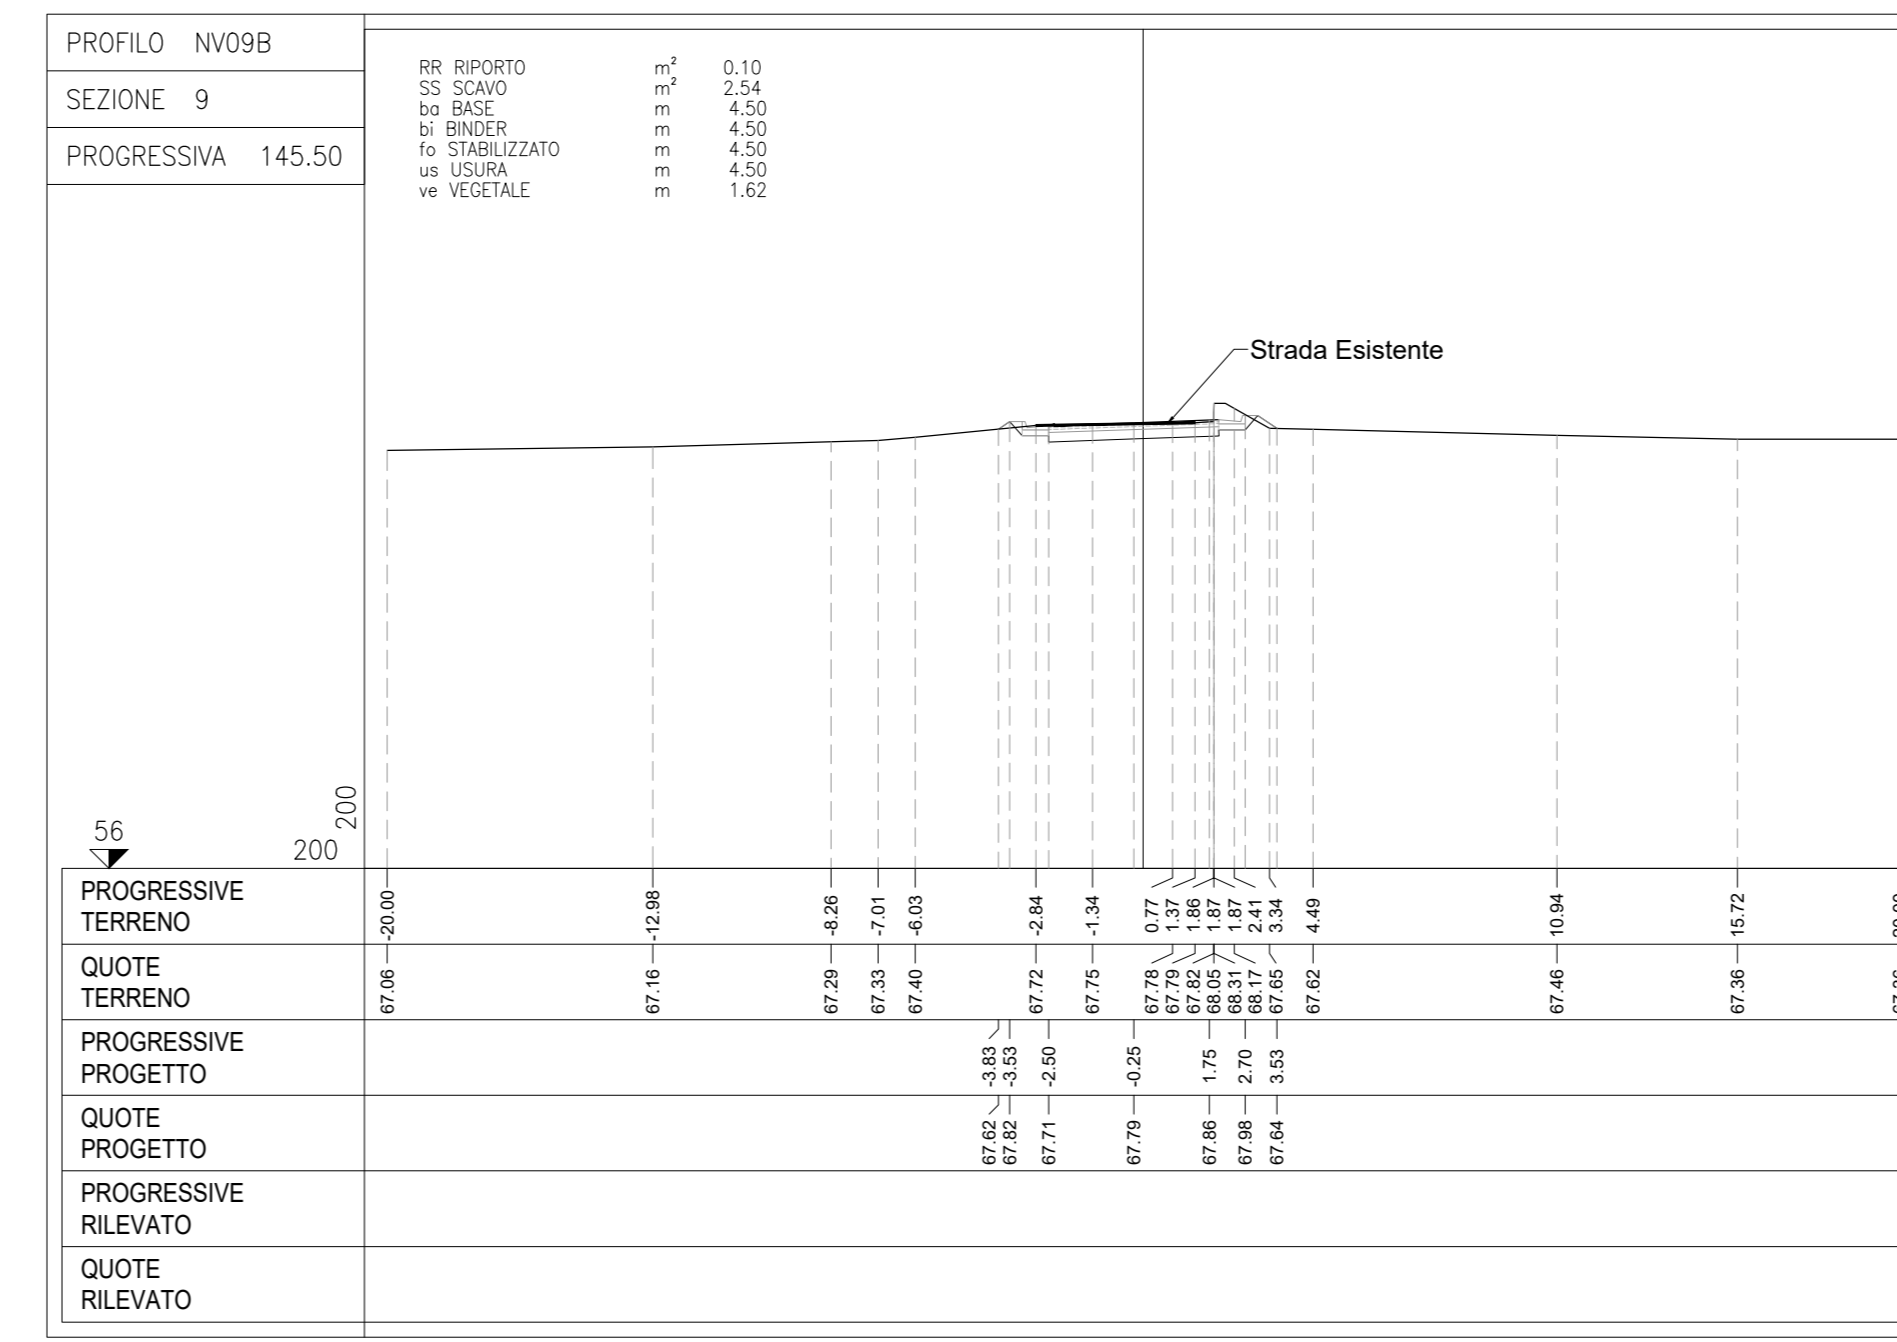 PROFILO NV09B
SEZIONE 9
PROGRESSIVA 145.50
RR RIPORTO m² 0.10
SS SCAVO m² 2.54
ba BASE m 4.50
bi BINDER m 4.50
fo STABILIZZATO m 4.50
us USURA m 4.50
ve VEGETALE m 1.62
Strada Esistente
200
56
200
PROGRESSIVE
TERRENO
-20.00 -12.98 -8.26 -7.01 -6.03 -2.84 -1.34 0.77 1.37 1.86 1.87 1.87 2.41 3.34 4.49 10.94 15.72
QUOTE
TERRENO
67.06 67.16 67.29 67.33 67.40 67.72 67.75 67.78 67.79 67.82 68.05 68.31 68.17 67.65 67.62 67.46 67.36
PROGRESSIVE
PROGETTO
-3.83 -3.53 -2.50 -0.25 1.75 2.70 3.53
QUOTE
PROGETTO
67.62 67.82 67.71 67.79 67.86 67.98 67.64
PROGRESSIVE
RILEVATO
QUOTE
RILEVATO